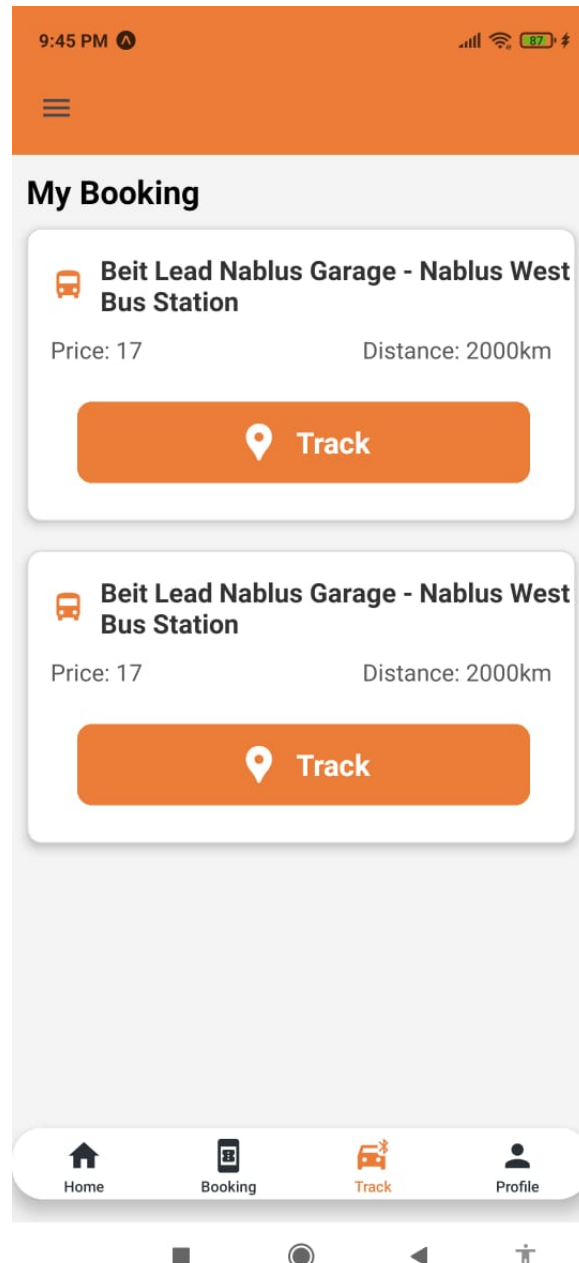 9:45 PM
87
My Booking
Beit Lead Nablus Garage - Nablus West
Bus Station
Price: 17 Distance: 2000km
Track
Beit Lead Nablus Garage - Nablus West
Bus Station
Price: 17 Distance: 2000km
Track
Home Booking Track Profile